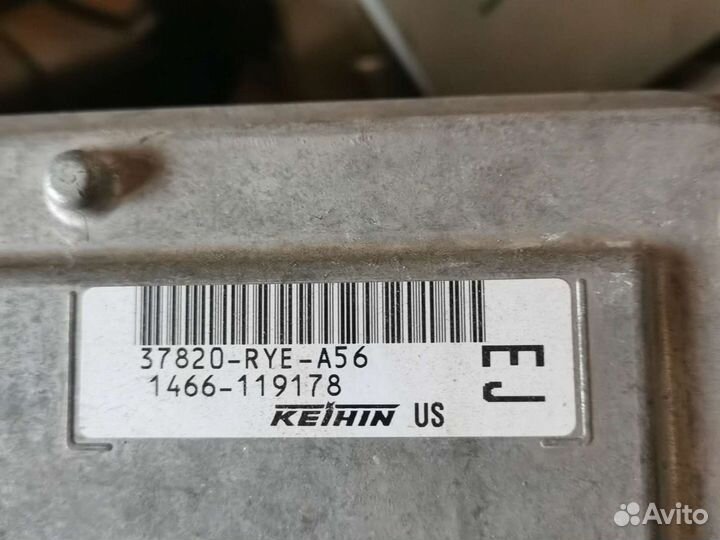 37820-RYE-A56
1466-119178
KEIHIN US
EJ
Avito